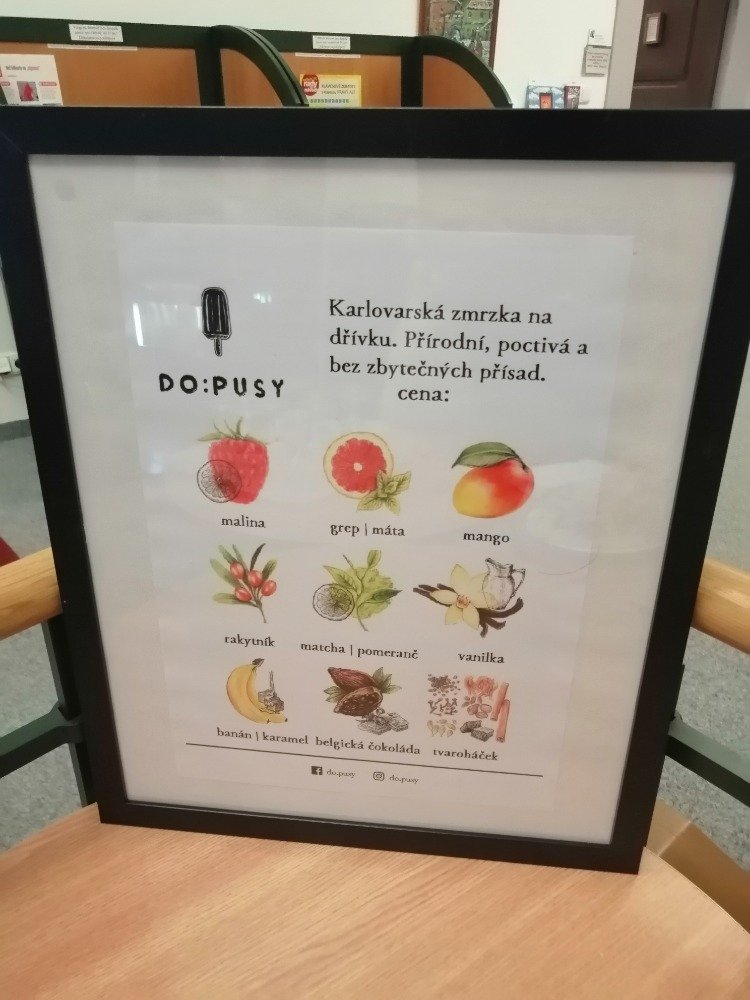 DO:PUSY
Karlovarská zmrzka na
dřívku. Přírodní, poctivá a
bez zbytečných přísad.
cena:
malina
grep | máta
mango
rakytník
matcha | pomeranč
vanilka
banán | karamel
belgická čokoláda
tvaroháček
do.pusy
do.pusy